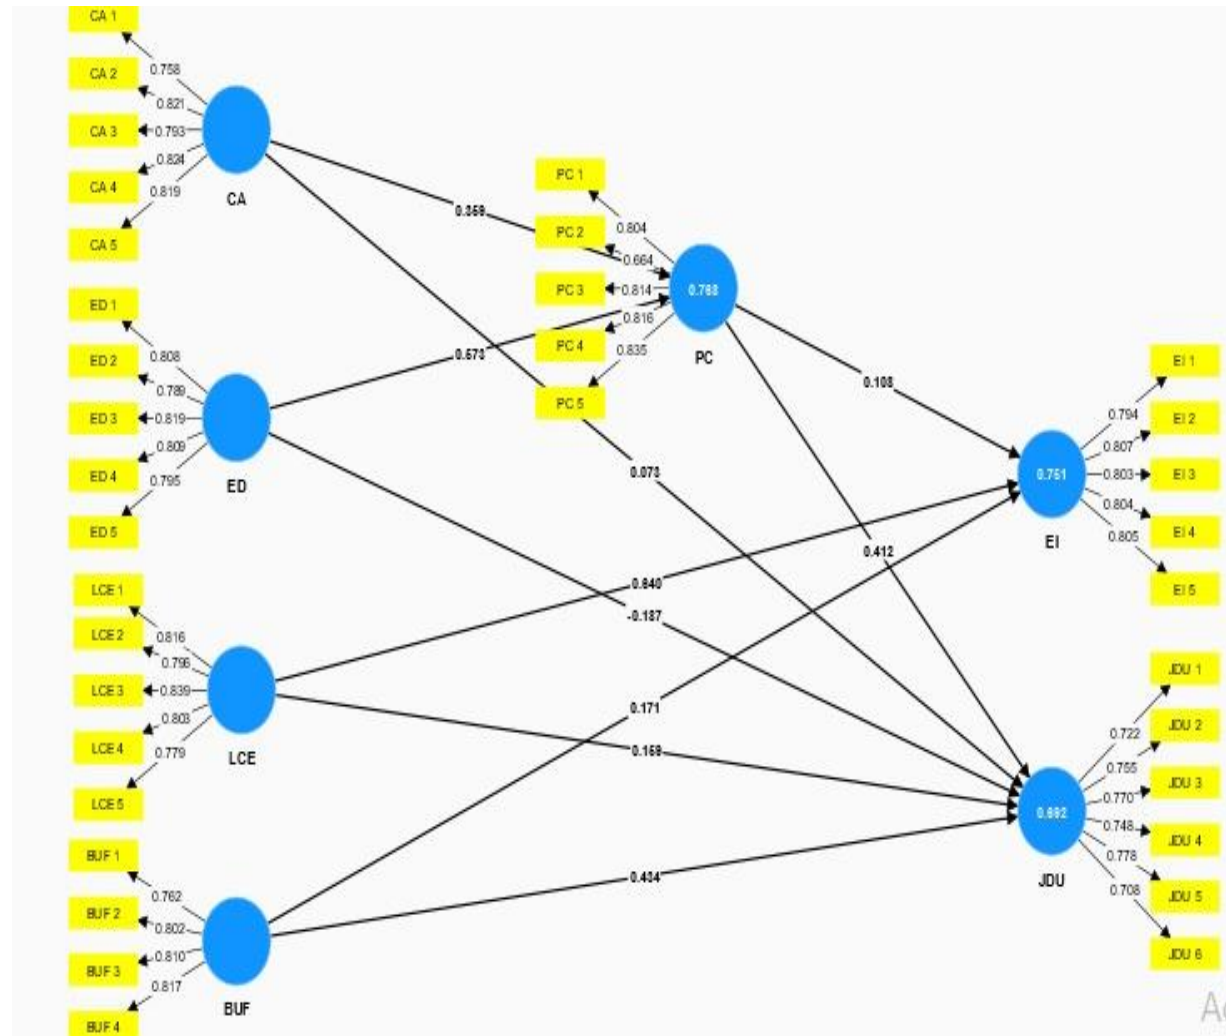 CA 1
0.758
CA 2
0.821
CA 3
0.793
CA 4
0.824
CA 5
0.819
CA
ED 1
0.808
ED 2
0.789
ED 3
0.819
ED 4
0.809
ED 5
0.795
ED
LCE 1
0.816
LCE 2
0.796
LCE 3
0.839
LCE 4
0.803
LCE 5
0.779
LCE
BUF 1
0.762
BUF 2
0.802
BUF 3
0.810
BUF 4
0.817
BUF
0.359
0.573
0.073
0.640
-0.187
0.171
0.159
0.434
PC 1
0.804
PC 2
0.664
PC 3
0.814
PC 4
0.816
PC 5
0.835
0.763
PC
0.108
0.412
0.751
EI
EI 1
0.794
EI 2
0.807
EI 3
0.803
EI 4
0.804
EI 5
0.805
0.692
JDU
JDU 1
0.722
JDU 2
0.755
JDU 3
0.770
JDU 4
0.748
JDU 5
0.778
JDU 6
0.708